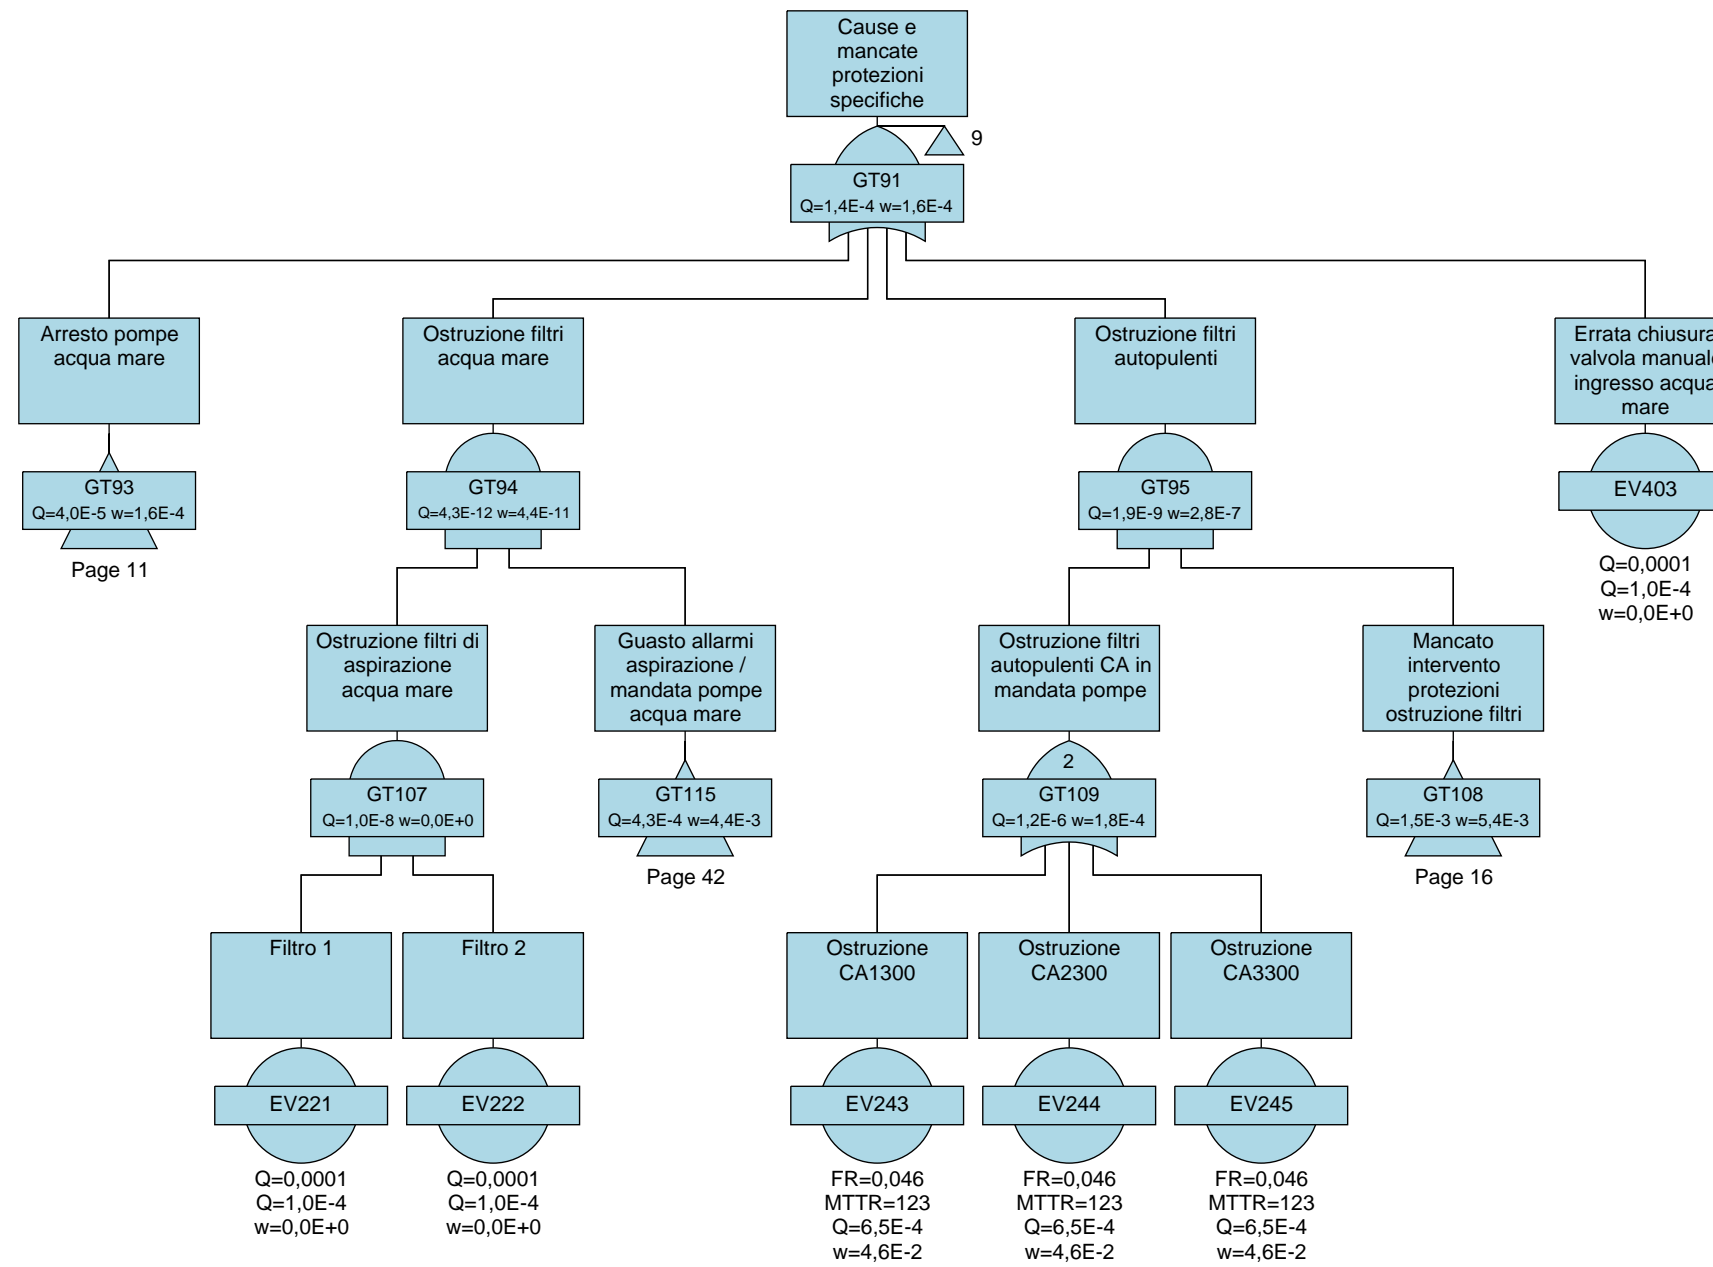 Cause e
mancate
protezioni
specifiche
9
GT91
Q=1,4E-4 w=1,6E-4
Arresto pompe
acqua mare
GT93
Q=4,0E-5 w=1,6E-4
Page 11
Ostruzione filtri
acqua mare
GT94
Q=4,3E-12 w=4,4E-11
Ostruzione filtri
autopulenti
GT95
Q=1,9E-9 w=2,8E-7
Errata chiusura
valvola manuale
ingresso acqua
mare
EV403
Q=0,0001
Q=1,0E-4
w=0,0E+0
Ostruzione filtri di
aspirazione
acqua mare
GT107
Q=1,0E-8 w=0,0E+0
Guasto allarmi
aspirazione /
mandata pompe
acqua mare
GT115
Q=4,3E-4 w=4,4E-3
Page 42
Ostruzione filtri
autopulenti CA in
mandata pompe
2
GT109
Q=1,2E-6 w=1,8E-4
Mancato
intervento
protezioni
ostruzione filtri
GT108
Q=1,5E-3 w=5,4E-3
Page 16
Filtro 1
EV221
Q=0,0001
Q=1,0E-4
w=0,0E+0
Filtro 2
EV222
Q=0,0001
Q=1,0E-4
w=0,0E+0
Ostruzione
CA1300
EV243
FR=0,046
MTTR=123
Q=6,5E-4
w=4,6E-2
Ostruzione
CA2300
EV244
FR=0,046
MTTR=123
Q=6,5E-4
w=4,6E-2
Ostruzione
CA3300
EV245
FR=0,046
MTTR=123
Q=6,5E-4
w=4,6E-2